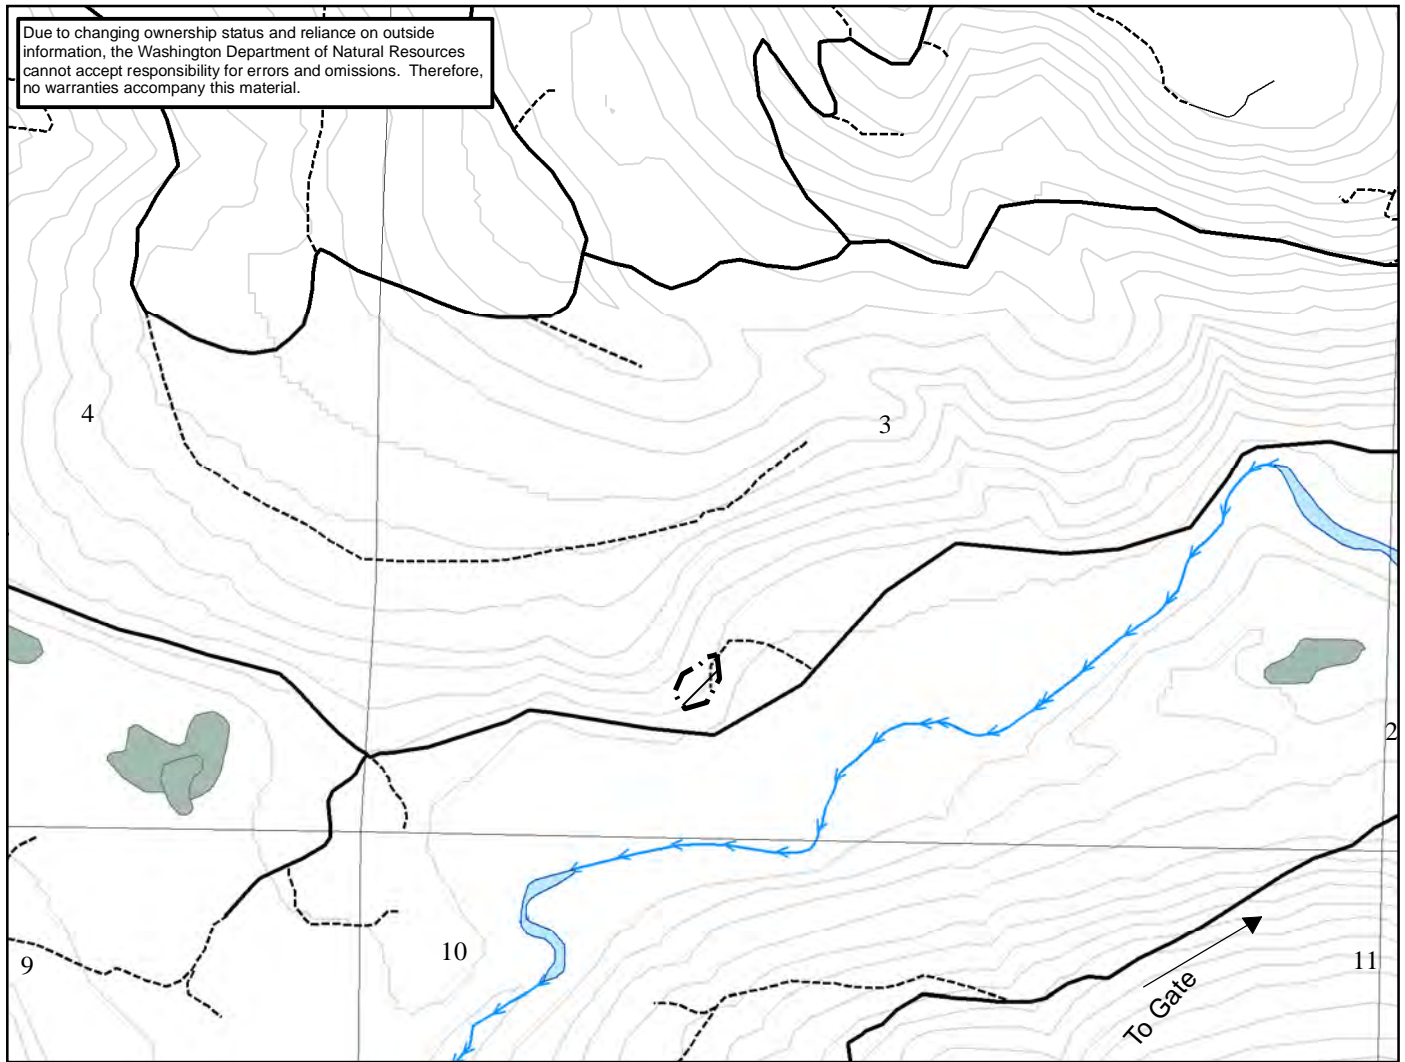 Due to changing ownership status and reliance on outside
information, the Washington Department of Natural Resources
cannot accept responsibility for errors and omissions. Therefore,
no warranties accompany this material.
4
3
2
9
10
11
To Gate